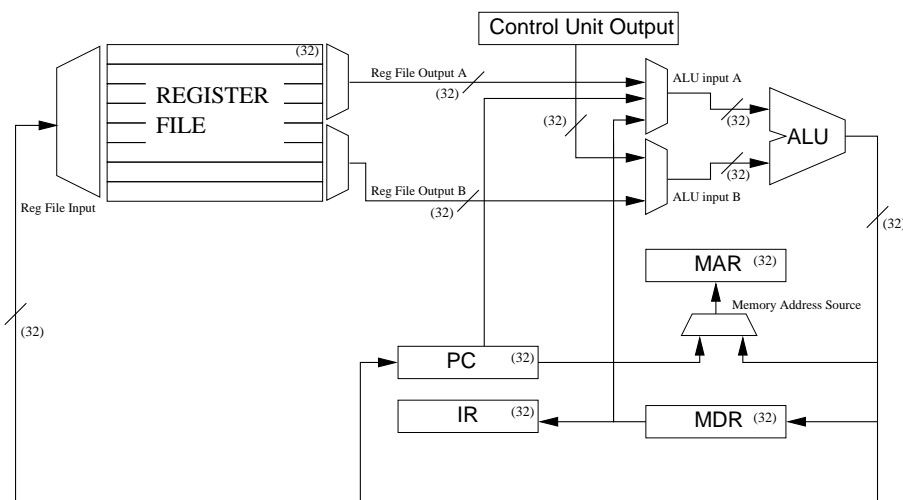 Control Unit Output
(32)
REGISTER
FILE
Reg File Output A
(32)
ALU input A
(32)
(32)
ALU
(32)
Reg File Output B
(32)
ALU input B
Reg File Input
(32)
MAR (32)
Memory Address Source
(32)
PC (32)
IR (32)
MDR (32)